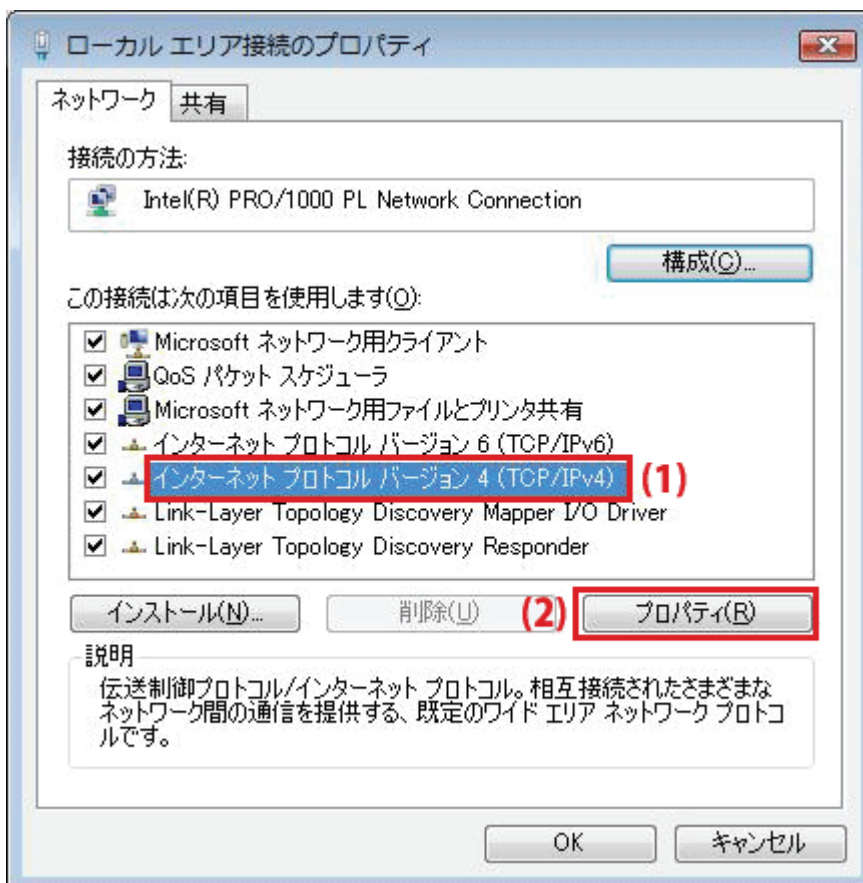 ローカル エリア接続のプロパティ
ネットワーク 共有
接続の方法:
Intel(R) PRO/1000 PL Network Connection
構成(C)...
この接続は次の項目を使用します(O):
Microsoft ネットワーク用クライアント
QoS パケット スケジューラ
Microsoft ネットワーク用ファイルとプリンタ共有
インターネット プロトコル バージョン 6 (TCP/IPv6)
インターネット プロトコル バージョン 4 (TCP/IPv4) (1)
Link-Layer Topology Discovery Mapper I/O Driver
Link-Layer Topology Discovery Responder
インストール(N)... 削除(U) (2) プロパティ(R)
説明
伝送制御プロトコル/インターネット プロトコル。相互接続されたさまざまな
ネットワーク間の通信を提供する、既定のワイド エリア ネットワーク プロトコ
ルです。
OK キャンセル